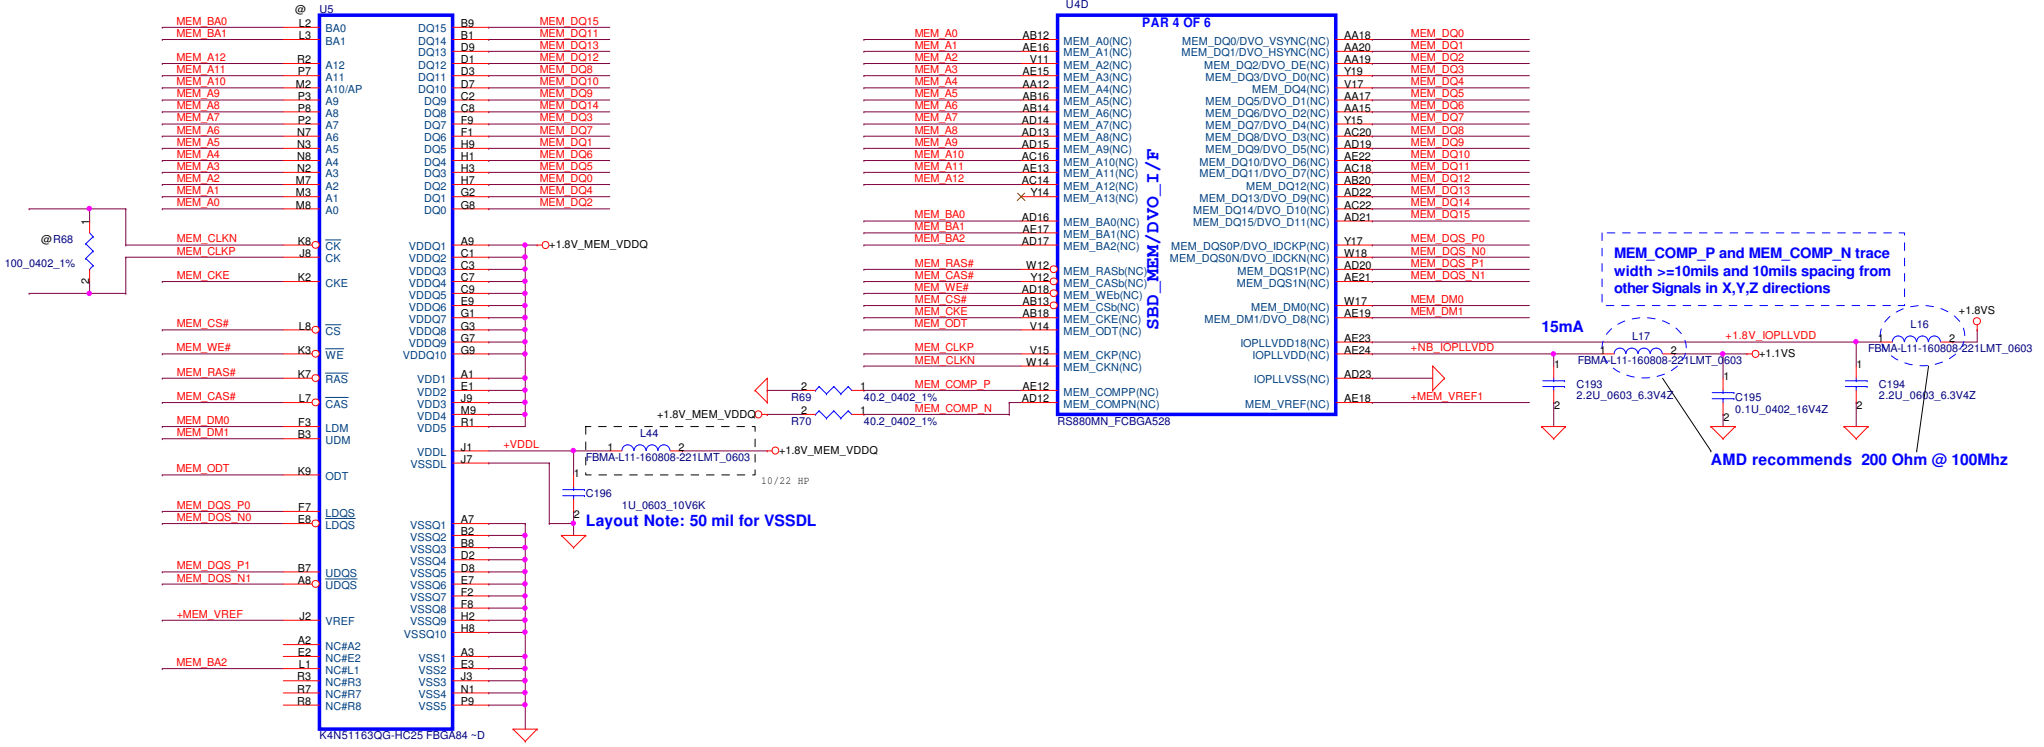 @ U5
MEM_BA0 L2 BA0 DQ15 B9 MEM_DQ15
MEM_BA1 L3 BA1 DQ14 B1 MEM_DQ11
DQ13 D9 MEM_DQ13
MEM_A12 R2 A12 DQ12 D1 MEM_DQ12
MEM_A11 P7 A11 DQ11 D3 MEM_DQ8
MEM_A10 M2 A10/AP DQ10 D7 MEM_DQ10
MEM_A9 P3 A9 DQ9 C2 MEM_DQ9
MEM_A8 P8 A8 DQ8 C8 MEM_DQ14
MEM_A7 P2 A7 DQ7 F9 MEM_DQ3
MEM_A6 N7 A6 DQ6 F1 MEM_DQ7
MEM_A5 N3 A5 DQ5 H9 MEM_DQ1
MEM_A4 N8 A4 DQ4 H1 MEM_DQ6
MEM_A3 N2 A3 DQ3 H3 MEM_DQ5
MEM_A2 M7 A2 DQ2 H7 MEM_DQ0
MEM_A1 M3 A1 DQ1 G2 MEM_DQ4
MEM_A0 M8 A0 DQ0 G8 MEM_DQ2
1
@R68
100_0402_1%
2
MEM_CLKN K8 CK VDDQ1 A9 +1.8V_MEM_VDDQ
MEM_CLKP J8 CK VDDQ2 C1
VDDQ3 C3
MEM_CKE K2 CKE VDDQ4 C7
VDDQ5 C9
VDDQ6 E9
VDDQ7 G1
MEM_CS# L8 CS VDDQ8 G3
VDDQ9 G7
MEM_WE# K3 WE VDDQ10 G9
MEM_RAS# K7 RAS VDD1 A1
VDD2 E1
MEM_CAS# L7 CAS VDD3 J9
VDD4 M9
MEM_DM0 F3 LDM VDD5 R1
MEM_DM1 B3 UDM
VDDL J1 +VDDL
VSSDL J7
L44
1 2
FBMA-L11-160808-221LMT_0603
+1.8V_MEM_VDDQ
10/22 HP
MEM_ODT K9 ODT
1
C196
1U_0603_10V6K
2
Layout Note: 50 mil for VSSDL
MEM_DQS_P0 F7 LDQS
MEM_DQS_N0 E8 LDQS VSSQ1 A7
VSSQ2 B2
VSSQ3 B8
VSSQ4 D2
MEM_DQS_P1 B7 UDQS VSSQ5 D8
MEM_DQS_N1 A8 UDQS VSSQ6 E7
VSSQ7 F2
VSSQ8 F8
+MEM_VREF J2 VREF VSSQ9 H2
VSSQ10 H8
A2 NC#A2
E2 NC#E2 VSS1 A3
MEM_BA2 L1 NC#L1 VSS2 E3
R3 NC#R3 VSS3 J3
R7 NC#R7 VSS4 N1
R8 NC#R8 VSS5 P9
K4N51163QG-HC25 FBGA84 ~D
U4D
PAR 4 OF 6
MEM_A0 AB12 MEM_A0(NC) MEM_DQ0/DVO_VSYNC(NC) AA18 MEM_DQ0
MEM_A1 AE16 MEM_A1(NC) MEM_DQ1/DVO_HSYNC(NC) AA20 MEM_DQ1
MEM_A2 V11 MEM_A2(NC) MEM_DQ2/DVO_DE(NC) AA19 MEM_DQ2
MEM_A3 AE15 MEM_A3(NC) MEM_DQ3/DVO_D0(NC) Y19 MEM_DQ3
MEM_A4 AA12 MEM_A4(NC) MEM_DQ4(NC) V17 MEM_DQ4
MEM_A5 AB16 MEM_A5(NC) MEM_DQ5/DVO_D1(NC) AA17 MEM_DQ5
MEM_A6 AB14 MEM_A6(NC) MEM_DQ6/DVO_D2(NC) AA15 MEM_DQ6
MEM_A7 AD14 MEM_A7(NC) MEM_DQ7/DVO_D4(NC) Y15 MEM_DQ7
MEM_A8 AD13 MEM_A8(NC) MEM_DQ8/DVO_D3(NC) AC20 MEM_DQ8
MEM_A9 AD15 MEM_A9(NC) MEM_DQ9/DVO_D5(NC) AD19 MEM_DQ9
MEM_A10 AC16 MEM_A10(NC) MEM_DQ10/DVO_D6(NC) AE22 MEM_DQ10
MEM_A11 AE13 MEM_A11(NC) MEM_DQ11/DVO_D7(NC) AC18 MEM_DQ11
MEM_A12 AC14 MEM_A12(NC) MEM_DQ12(NC) AB20 MEM_DQ12
Y14 MEM_A13(NC) MEM_DQ13/DVO_D9(NC) AD22 MEM_DQ13
MEM_DQ14/DVO_D10(NC) AC22 MEM_DQ14
MEM_BA0 AD16 MEM_BA0(NC) MEM_DQ15/DVO_D11(NC) AD21 MEM_DQ15
MEM_BA1 AE17 MEM_BA1(NC)
MEM_BA2 AD17 MEM_BA2(NC) MEM_DQS0P/DVO_IDCKP(NC) Y17 MEM_DQS_P0
MEM_DQS0N/DVO_IDCKN(NC) W18 MEM_DQS_N0
MEM_RAS# W12 MEM_RASb(NC) MEM_DQS1P(NC) AD20 MEM_DQS_P1
MEM_CAS# Y12 MEM_CASb(NC) MEM_DQS1N(NC) AE21 MEM_DQS_N1
MEM_WE# AD18 MEM_WEb(NC)
MEM_CS# AB13 MEM_CSb(NC) MEM_DM0(NC) W17 MEM_DM0
MEM_CKE AB18 MEM_CKE(NC) MEM_DM1/DVO_D8(NC) AE19 MEM_DM1
MEM_ODT V14 MEM_ODT(NC)
IOPLLVDD18(NC) AE23
MEM_CLKP V15 MEM_CKP(NC) IOPLLVDD(NC) AE24 +NB_IOPLLVDD
MEM_CLKN W14 MEM_CKN(NC)
IOPLLVSS(NC) AD23
2 1 MEM_COMP_P AE12 MEM_COMPP(NC)
R69 40.2_0402_1%
+1.8V_MEM_VDDQ 2 1 MEM_COMP_N AD12 MEM_COMPN(NC) MEM_VREF(NC) AE18 +MEM_VREF1
R70 40.2_0402_1%
SBD_MEM/DVO_I/F
RS880MN_FCBGA528
MEM_COMP_P and MEM_COMP_N trace
width >=10mils and 10mils spacing from
other Signals in X,Y,Z directions
15mA
L17
1 2
FBMA-L11-160808-221LMT_0603
+1.1VS
+1.8V_IOPLLVDD
L16
1 2
+1.8VS
FBMA-L11-160808-221LMT_0603
1
C193
2.2U_0603_6.3V4Z
2
1
C195
0.1U_0402_16V4Z
2
1
C194
2.2U_0603_6.3V4Z
2
AMD recommends 200 Ohm @ 100Mhz